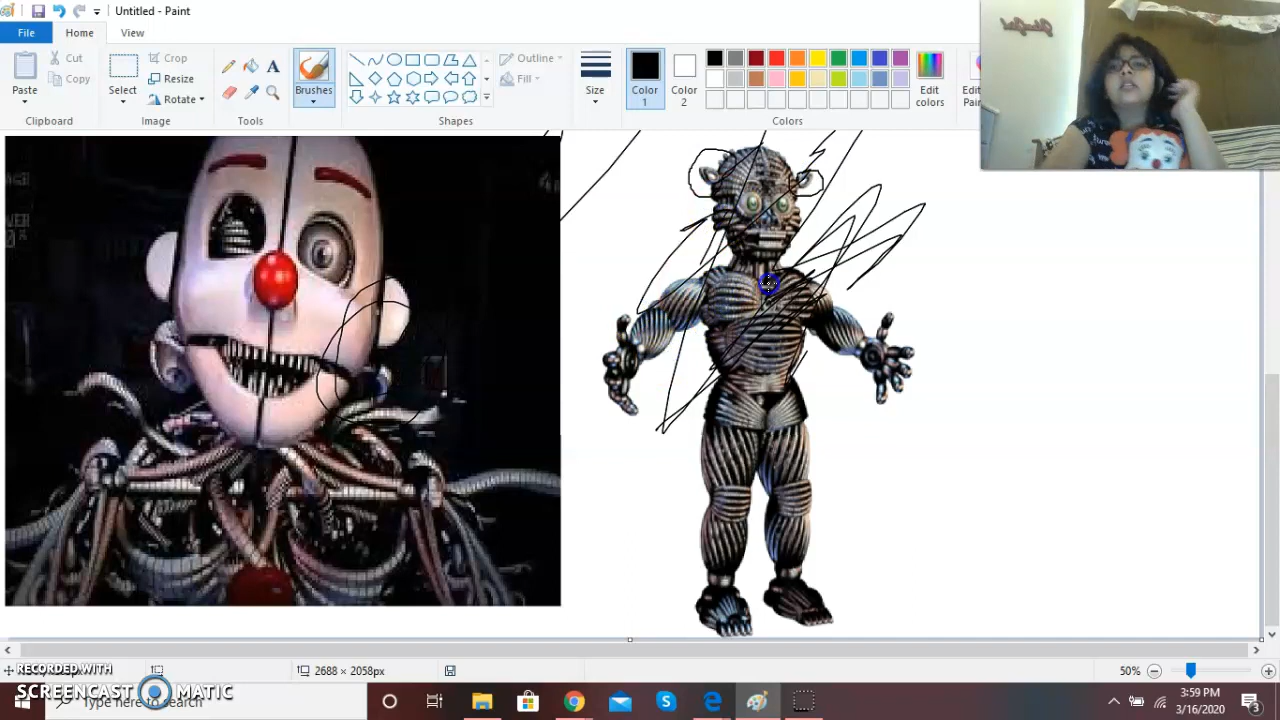 Untitled - Paint
File Home View
Paste
Cut
Copy
Clipboard
Select
Crop
Resize
Rotate
Image
Tools
Brushes
Shapes
Outline
Fill
Size
Color 1
Color 2
Edit colors
Colors
2688 × 2058px
50%
RECORDED WITH
SCREENCAST MATIC
Type here to search
3:59 PM
3/16/2020
3